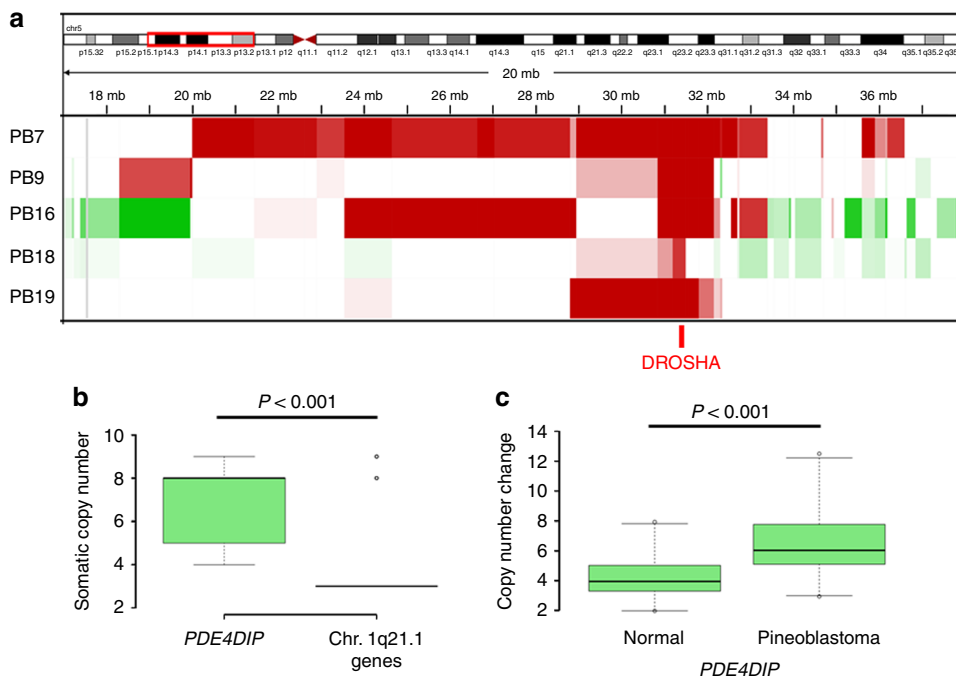 a
chr5
p15.32 p15.2 p15.1 p14.3 p14.1 p13.3 p13.2 p12 q11.1 q11.2 q12.1 q13.1 q13.3 q14.1 q14.3 q15 q21.1 q21.3 q22.2 q23.1 q23.2 q23.3 q31.1 q31.2 q31.3 q32 q33.1 q33.3 q34 q35.1 q35.2
20 mb
18 mb 20 mb 22 mb 24 mb 26 mb 28 mb 30 mb 32 mb 34 mb 36 mb
PB7
PB9
PB16
PB18
PB19
DROSHA
b
P < 0.001
Somatic copy number
10
8
6
4
2
PDE4DIP
Chr. 1q21.1
genes
c
P < 0.001
Copy number change
14
12
10
8
6
4
2
Normal
Pineoblastoma
PDE4DIP